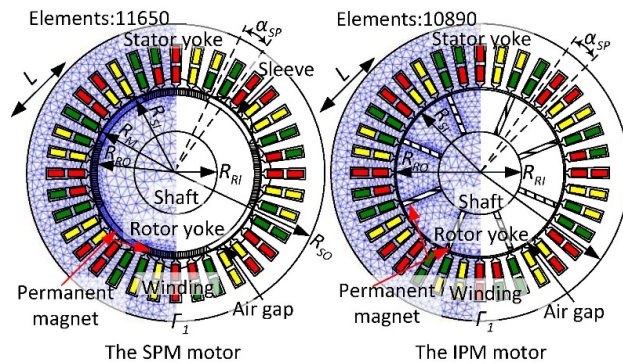 Elements:11650
Elements:10890
α_SP
α_SP
Stator yoke
Stator yoke
Sleeve
L
L
R_M
R_SI
R_RO
R_RI
R_RO
R_RI
Shaft
Shaft
Rotor yoke
Rotor yoke
R_SO
Permanent
magnet
Winding
Air gap
Permanent
magnet
Winding
Air gap
Γ_1
Γ_1
The SPM motor
The IPM motor